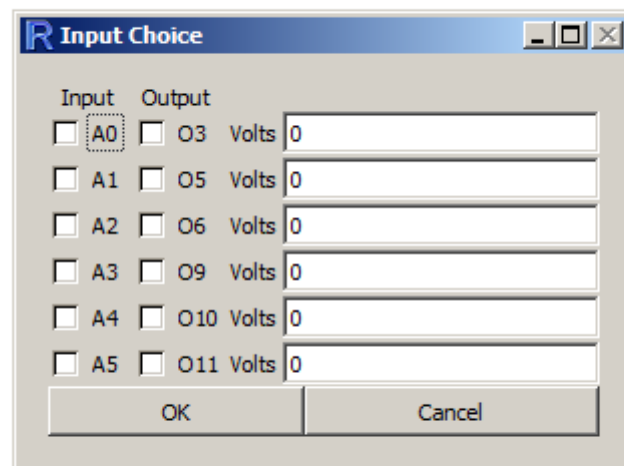 R Input Choice
Input Output
A0 O3 Volts 0
A1 O5 Volts 0
A2 O6 Volts 0
A3 O9 Volts 0
A4 O10 Volts 0
A5 O11 Volts 0
OK Cancel